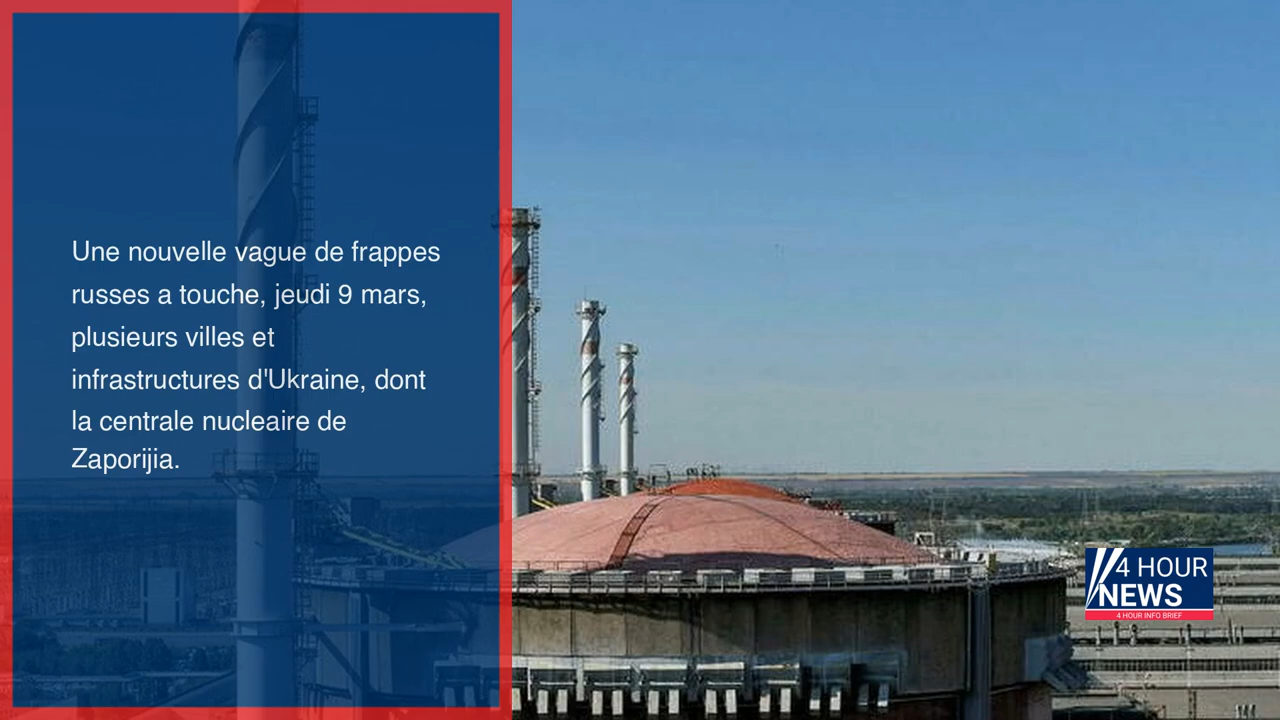 Une nouvelle vague de frappes
russes a touche, jeudi 9 mars,
plusieurs villes et
infrastructures d'Ukraine, dont
la centrale nucleaire de
Zaporijia.
4 HOUR
NEWS
4 HOUR INFO BRIEF